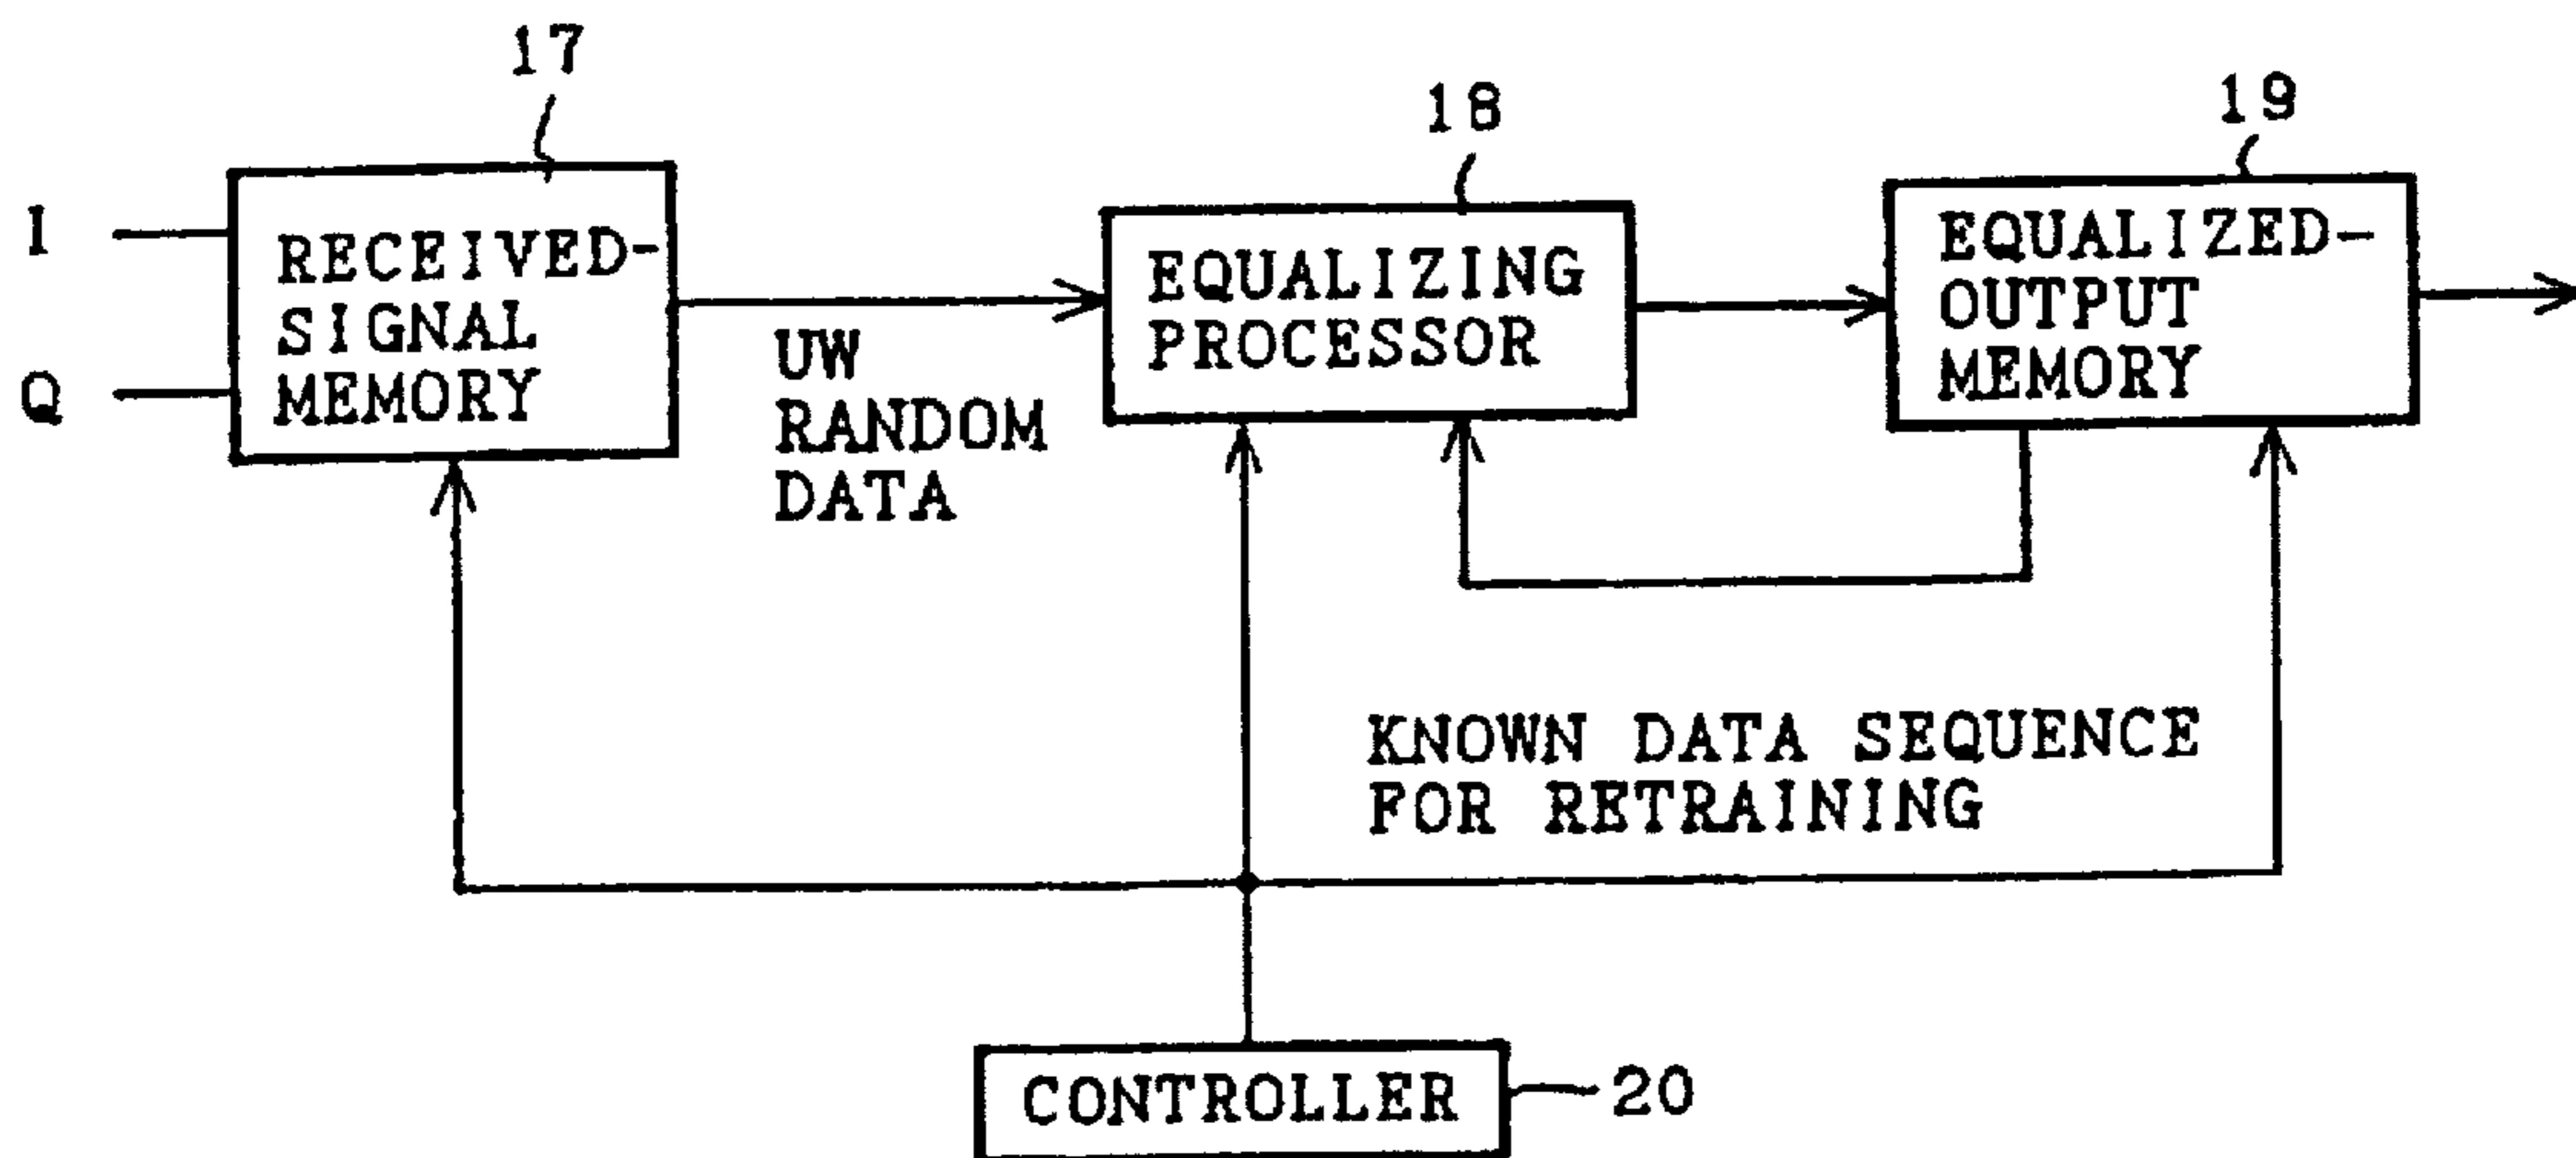 17
18
19
I
Q
RECEIVED-
SIGNAL
MEMORY
UW
RANDOM
DATA
EQUALIZING
PROCESSOR
EQUALIZED-
OUTPUT
MEMORY
KNOWN DATA SEQUENCE
FOR RETRAINING
CONTROLLER
20